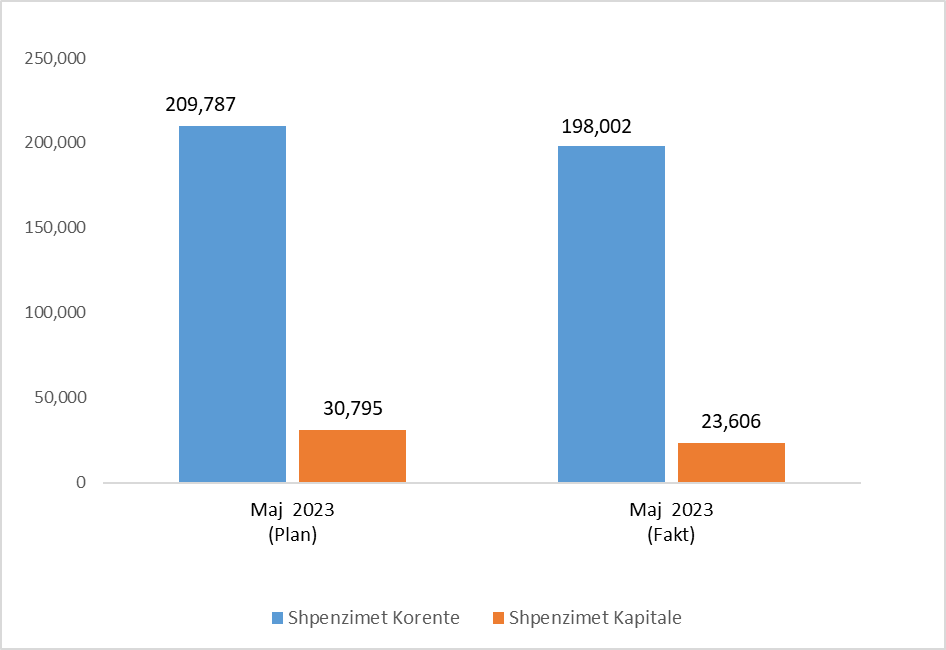 250,000
200,000
150,000
100,000
50,000
0
209,787
30,795
198,002
23,606
Maj 2023
(Plan)
Maj 2023
(Fakt)
Shpenzimet Korente
Shpenzimet Kapitale